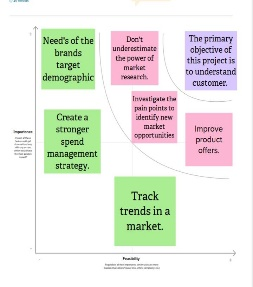 Need's of the
brands
target
demographic
Don't
underestimate
the power of
market
research.
The primary
objective of
this project is
to understand
customer.
Investigate the
pain points to
identify new
market
opportunities
Create a
stronger
spend
management
strategy.
Improve
product
offers.
Importance
Track
trends in a
market.
Feasibility